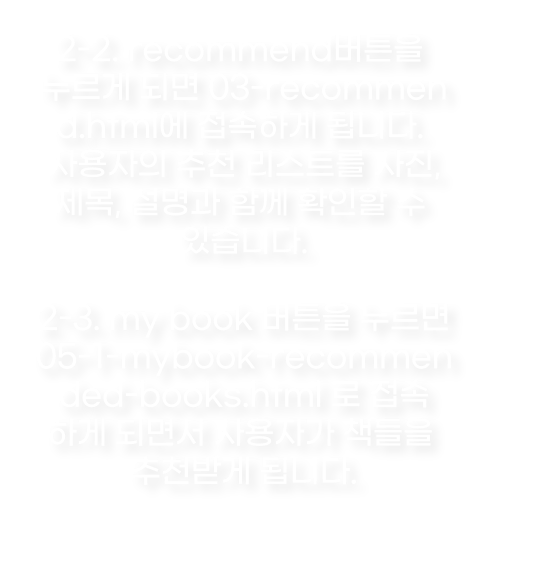 2-2. recommend버튼을
누르게 되면 03-recommen
d.html에 접속하게 됩니다.
사용자의 추천 리스트를 사진,
제목, 설명과 함께 확인할 수
있습니다.
2-3. my book 버튼을 누르면
05-1-mybook-recommen
ded-books.html 로 접속
하게 되면서 사용자가 책들을
추천받게 됩니다.